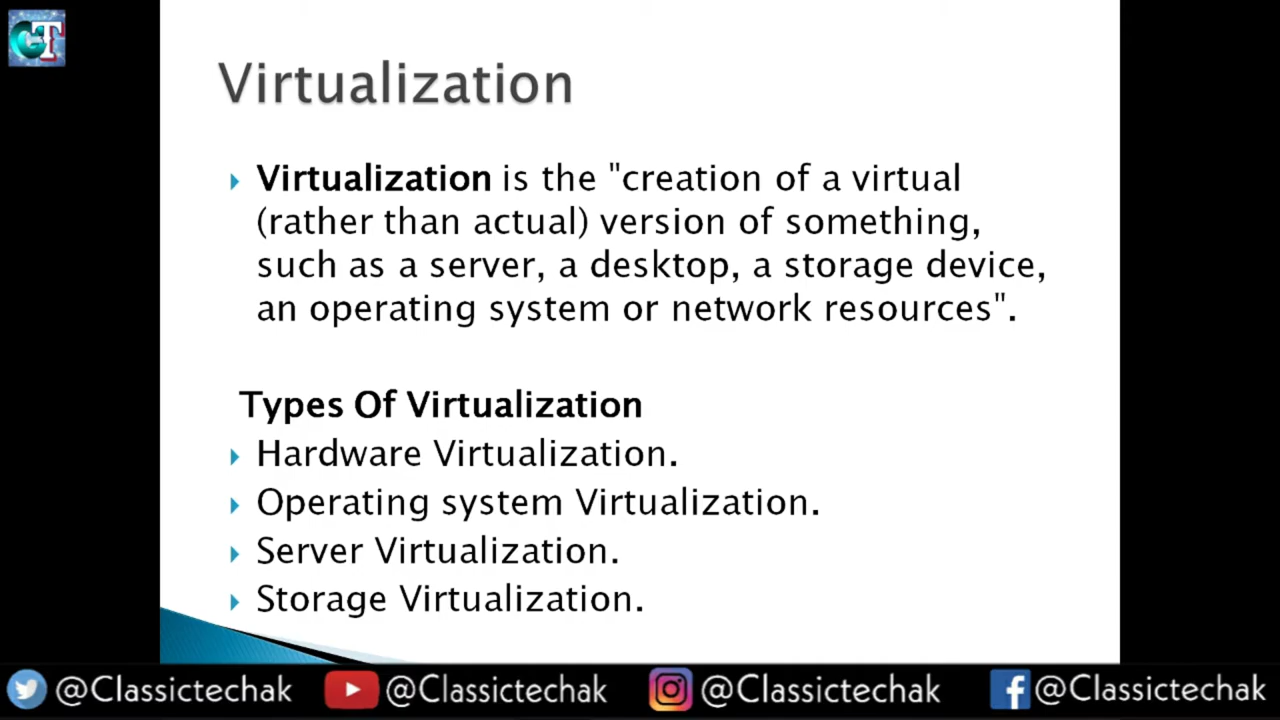 GT
Virtualization
Virtualization is the "creation of a virtual
(rather than actual) version of something,
such as a server, a desktop, a storage device,
an operating system or network resources".
Types Of Virtualization
Hardware Virtualization.
Operating system Virtualization.
Server Virtualization.
Storage Virtualization.
@Classictechak @Classictechak @Classictechak @Classictechak